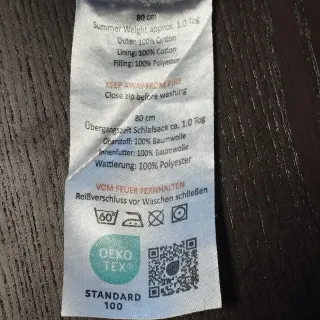 80 cm
Summer Weight approx. 1.0 Tog
Outer: 100% Cotton
Lining: 100% Cotton
Filling: 100% Polyester
KEEP AWAY FROM FIRE
Close zip before washing
80 cm
Übergangszeit Schlafsack ca. 1.0 Tog
Oberstoff: 100% Baumwolle
Innenfutter: 100% Baumwolle
Wattierung: 100% Polyester
VOM FEUER FERNHALTEN
Reißverschluss vor Waschen schließen
60
OEKO
TEX®
STANDARD
100